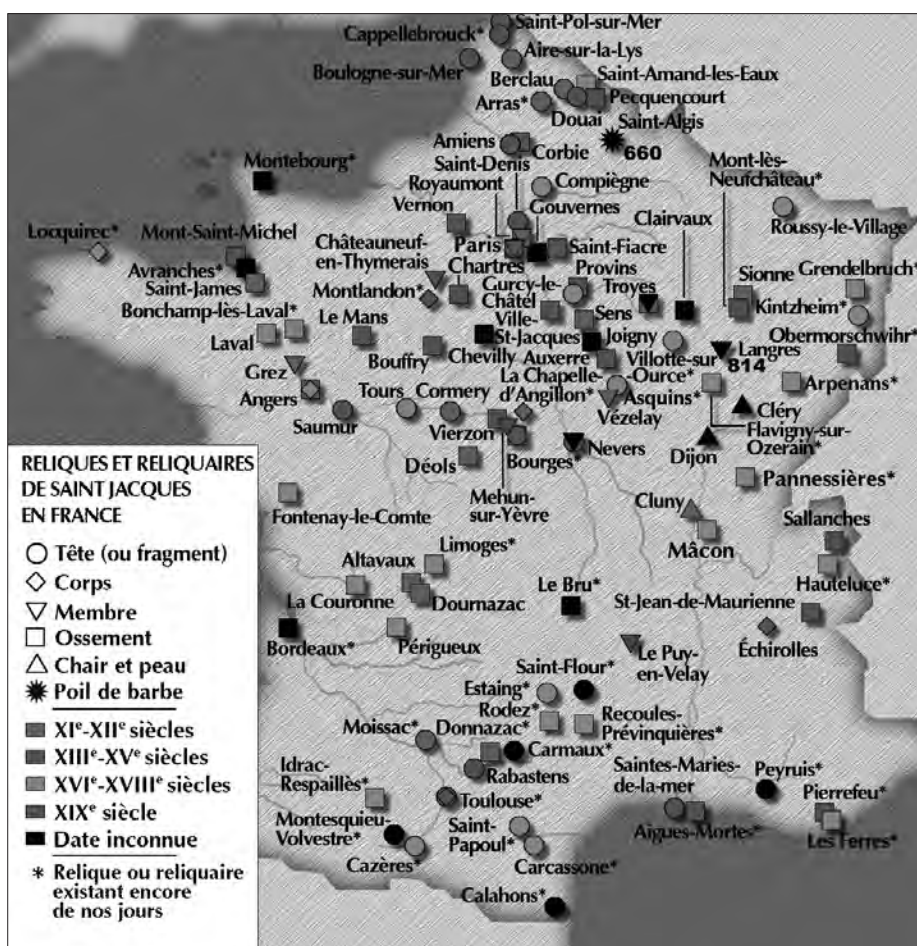 Saint-Pol-sur-Mer
Cappellebrouck*
Aire-sur-la-Lys
Boulogne-sur-Mer
Berclau
Saint-Amand-les-Eaux
Arras*
Pecquencourt
Douai
Saint-Algis
660
Amiens
Corbie
Saint-Denis
Mont-lès-
Neufchâteau*
Montebourg*
Royaumont
Compiègne
Vernon
Gouvernes
Clairvaux
Roussy-le-Village
Locquirec*
Mont-Saint-Michel
Châteauneuf-
en-Thymerais
Paris
Saint-Fiacre
Avranches*
Chartres
Provins
Sionne
Grendelbruch*
Saint-James
Montlandon*
Gurcy-le-
Châtel
Troyes
Kintzheim*
Bonchamp-lès-Laval*
Ville-
St-Jacques
Sens
Le Mans
Joigny
Obermorschwihr*
Laval
Bouffry
Chevilly
Auxerre
Villotte-sur
-Ource*
Langres
814
Grez
La Chapelle-
d'Angillon*
Arpenans*
Angers
Tours
Cormery
Asquins*
Vézelay
Cléry
Saumur
Vierzon
Flavigny-sur-
Ozerain*
Bourges*
Nevers
Dijon
Déols
Pannessières*
Mehun-
sur-Yèvre
Cluny
Fontenay-le-Comte
Mâcon
Sallanches
Limoges*
Altavaux
Hauteluce*
La Couronne
Dournazac
Le Bru*
St-Jean-de-Maurienne
Bordeaux*
Périgueux
Échirolles
Le Puy-
en-Velay
Saint-Flour*
Estaing*
Rodez*
Recoules-
Prévinquières*
Moissac*
Donnazac*
Carmaux*
Idrac-
Respaillès*
Rabastens
Saintes-Maries-
de-la-mer
Peyruis*
Toulouse*
Pierrefeu*
Montesquieu-
Volvestre*
Saint-
Papoul*
Aigues-Mortes*
Les Ferres*
Cazères*
Carcassone*
Calahons*
RELIQUES ET RELIQUAIRES
DE SAINT JACQUES
EN FRANCE
Tête (ou fragment)
Corps
Membre
Ossement
Chair et peau
Poil de barbe
XIe-XIIe siècles
XIIIe-XVe siècles
XVIe-XVIIIe siècles
XIXe siècle
Date inconnue
* Relique ou reliquaire
existant encore
de nos jours